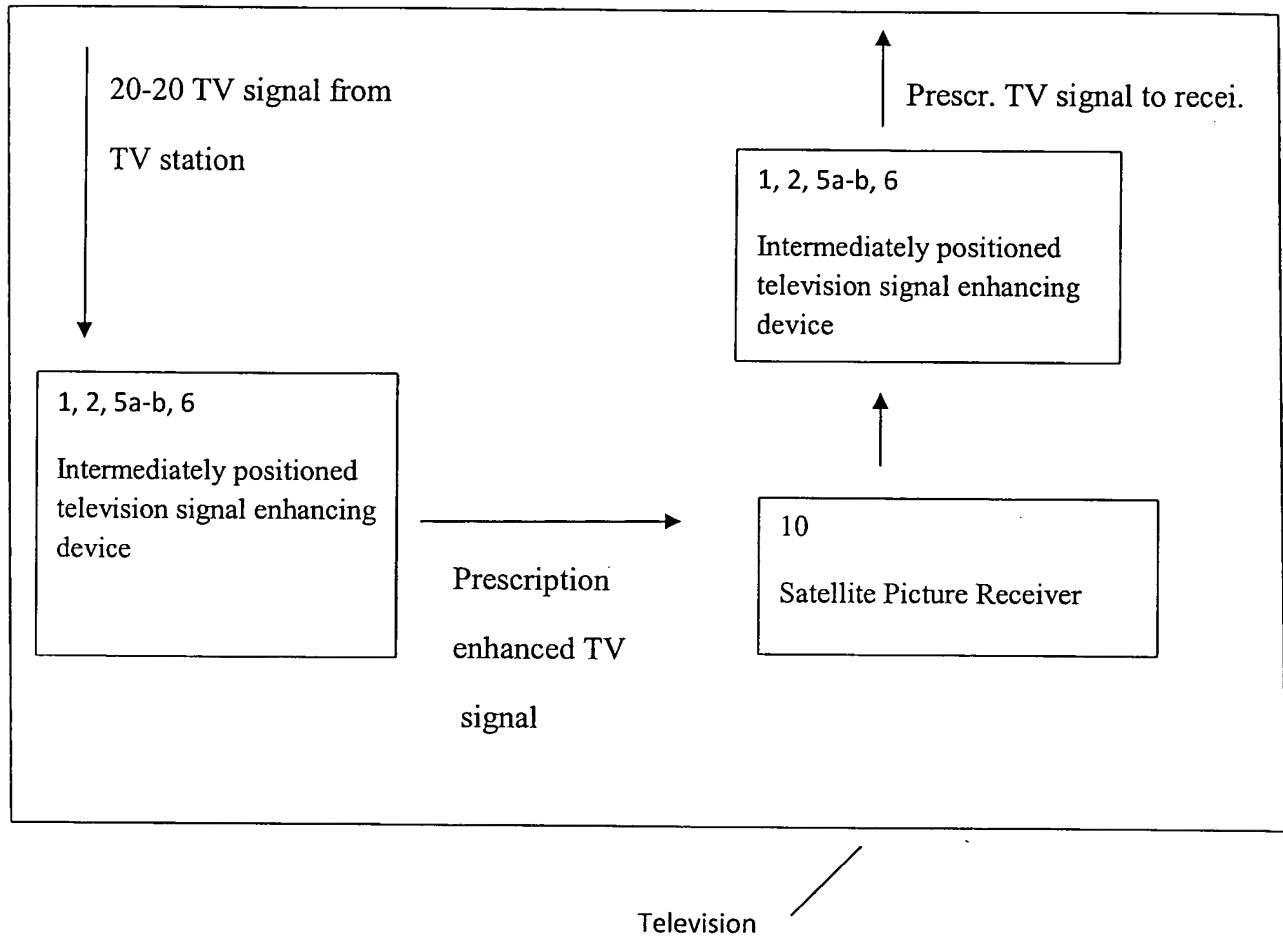 20-20 TV signal from
TV station
Prescr. TV signal to recei.
1, 2, 5a-b, 6
Intermediately positioned
television signal enhancing
device
1, 2, 5a-b, 6
Intermediately positioned
television signal enhancing
device
Prescription
enhanced TV
signal
10
Satellite Picture Receiver
Television